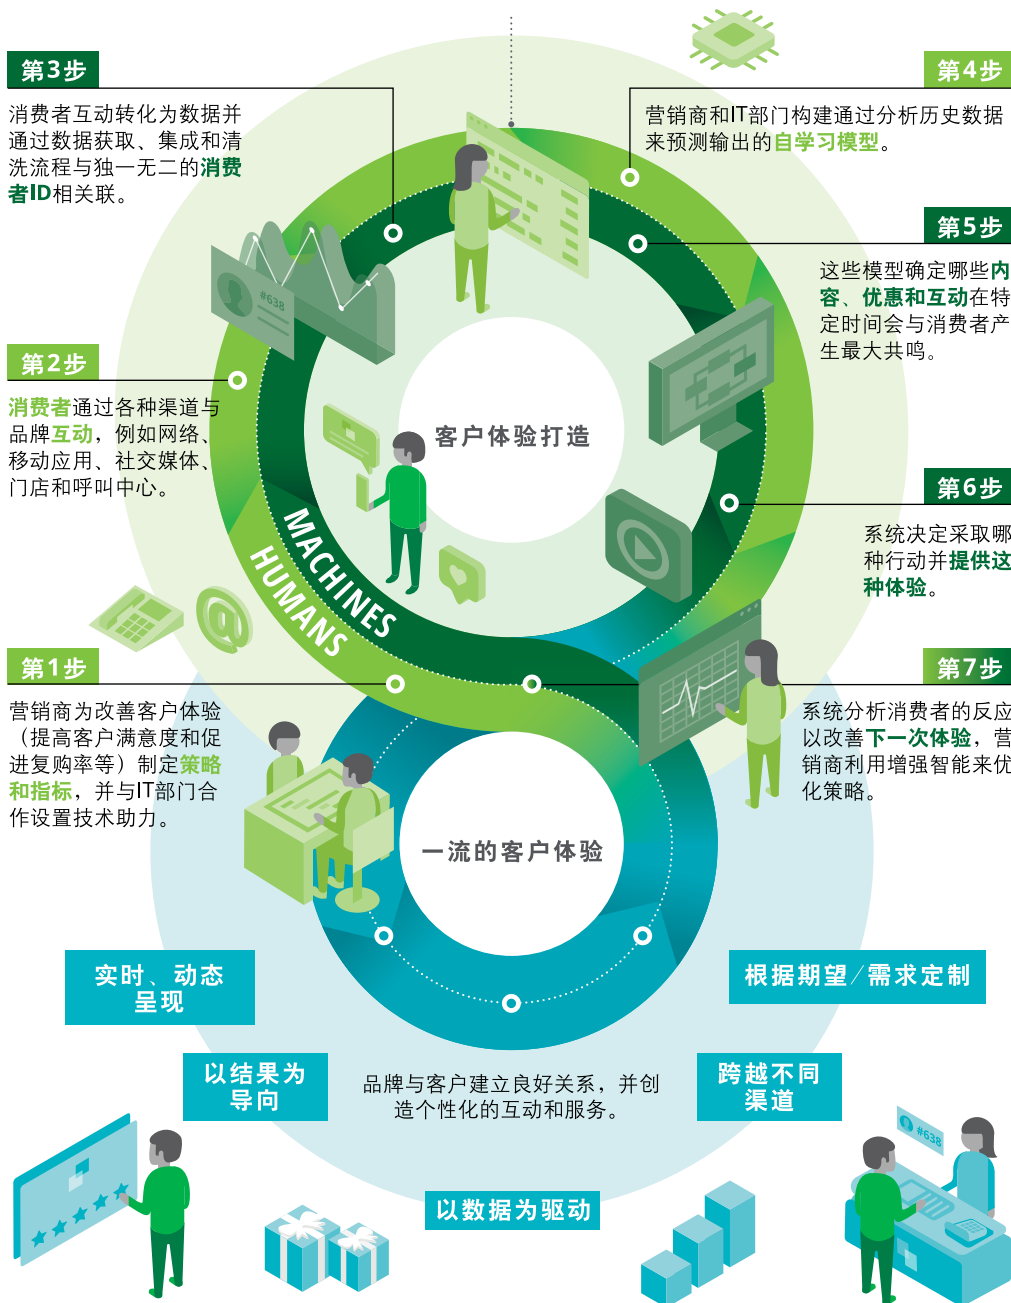 第3步
消费者互动转化为数据并
通过数据获取、集成和清
洗流程与独一无二的消费
者ID相关联。
第4步
营销商和IT部门构建通过分析历史数据
来预测输出的自学习模型。
第5步
这些模型确定哪些内
容、优惠和互动在特
定时间会与消费者产
生最大共鸣。
#638
第2步
消费者通过各种渠道与
品牌互动，例如网络、
移动应用、社交媒体、
门店和呼叫中心。
客户体验打造
第6步
系统决定采取哪
种行动并提供这
种体验。
MACHINES
HUMANS
@
第1步
营销商为改善客户体验
（提高客户满意度和促
进复购率等）制定策略
和指标，并与IT部门合
作设置技术助力。
第7步
系统分析消费者的反应
以改善下一次体验，营
销商利用增强智能来优
化策略。
一流的客户体验
实时、动态
呈现
根据期望/需求定制
以结果为
导向
品牌与客户建立良好关系，并创
造个性化的互动和服务。
跨越不同
渠道
#638
以数据为驱动